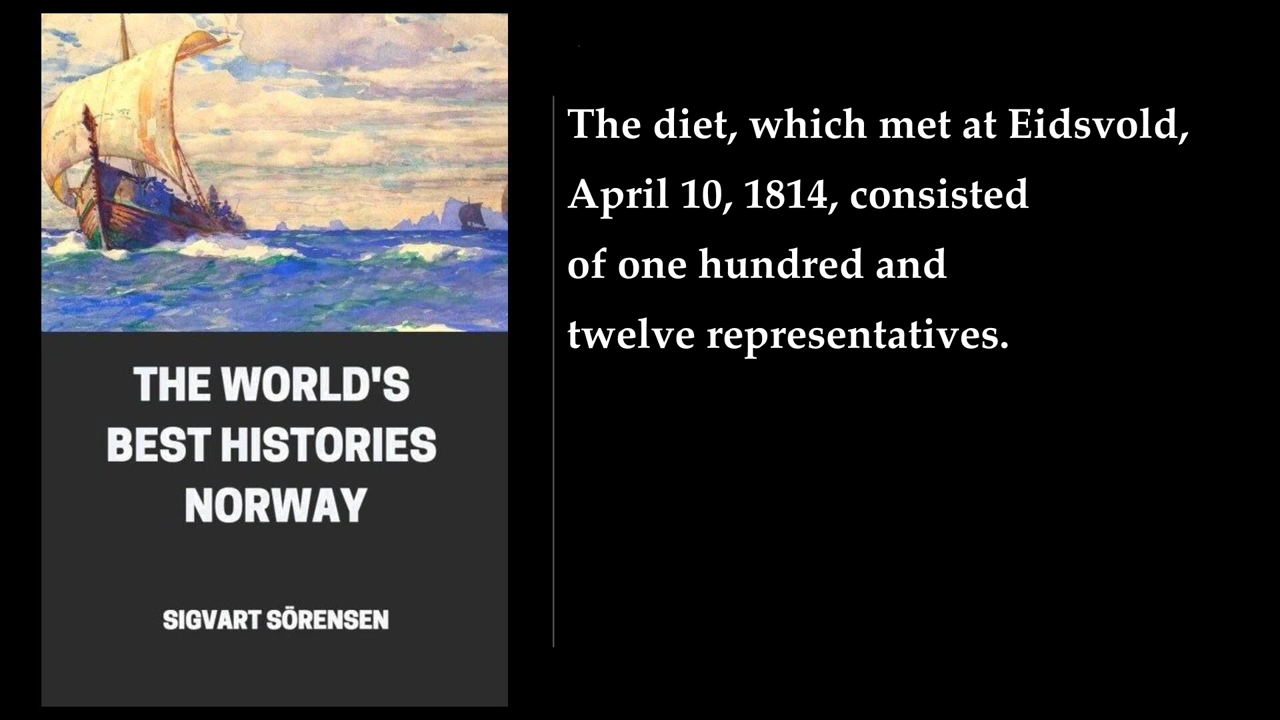 THE WORLD'S
BEST HISTORIES
NORWAY
SIGVART SÖRENSEN
The diet, which met at Eidsvold,
April 10, 1814, consisted
of one hundred and
twelve representatives.